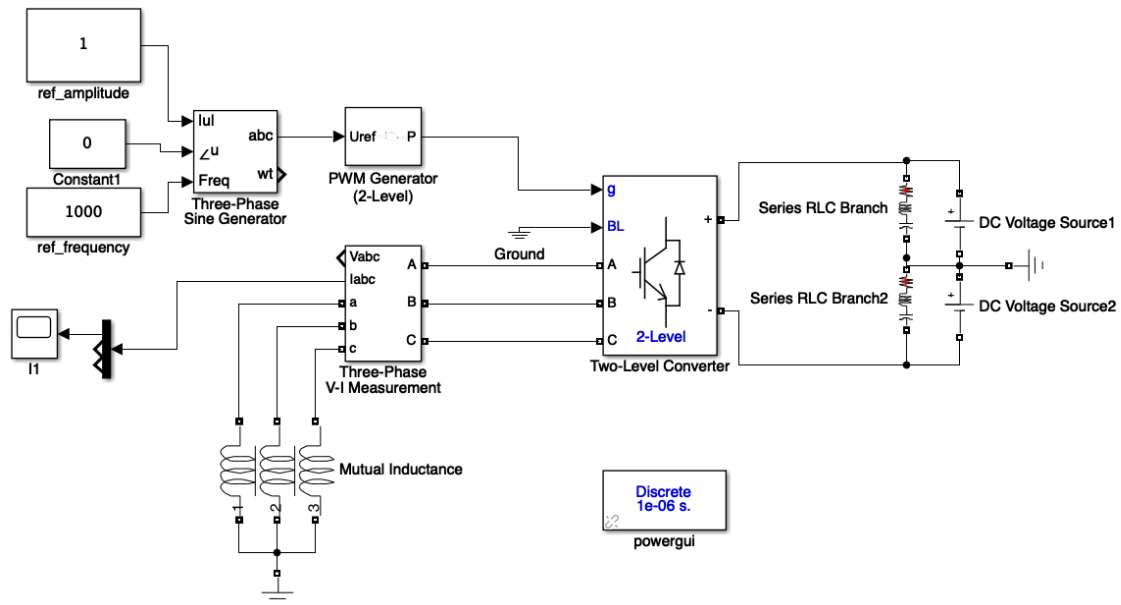 1
ref_amplitude
0
Constant1
1000
ref_frequency
|u|
∠u
Freq
abc
wt
Three-Phase
Sine Generator
Uref
P
PWM Generator
(2-Level)
g
BL
A
B
C
+
-
2-Level
Two-Level Converter
Ground
Vabc
Iabc
a
b
c
A
B
C
Three-Phase
V-I Measurement
I1
Series RLC Branch
Series RLC Branch2
+
DC Voltage Source1
+
DC Voltage Source2
1
2
3
Mutual Inductance
Discrete
1e-06 s.
powergui